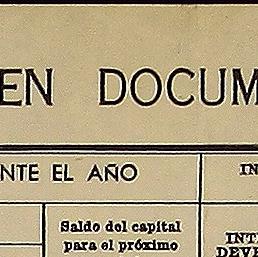 EN DOCUM
NTE EL AÑO
IN
Saldo del capital
para el próximo
INT
DEVE